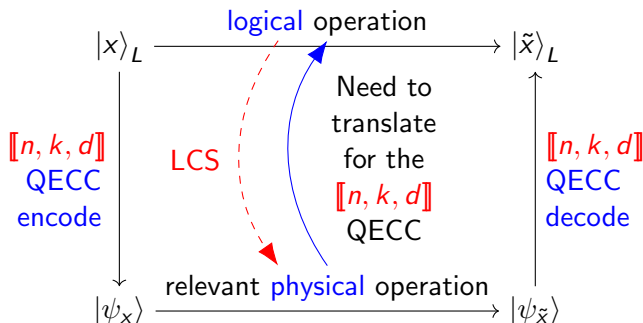 logical operation
|x⟩_L
|x̃⟩_L
Need to
translate
for the
⟦n, k, d⟧
QECC
LCS
⟦n, k, d⟧
QECC
encode
⟦n, k, d⟧
QECC
decode
relevant physical operation
|ψ_x⟩
|ψ_x̃⟩